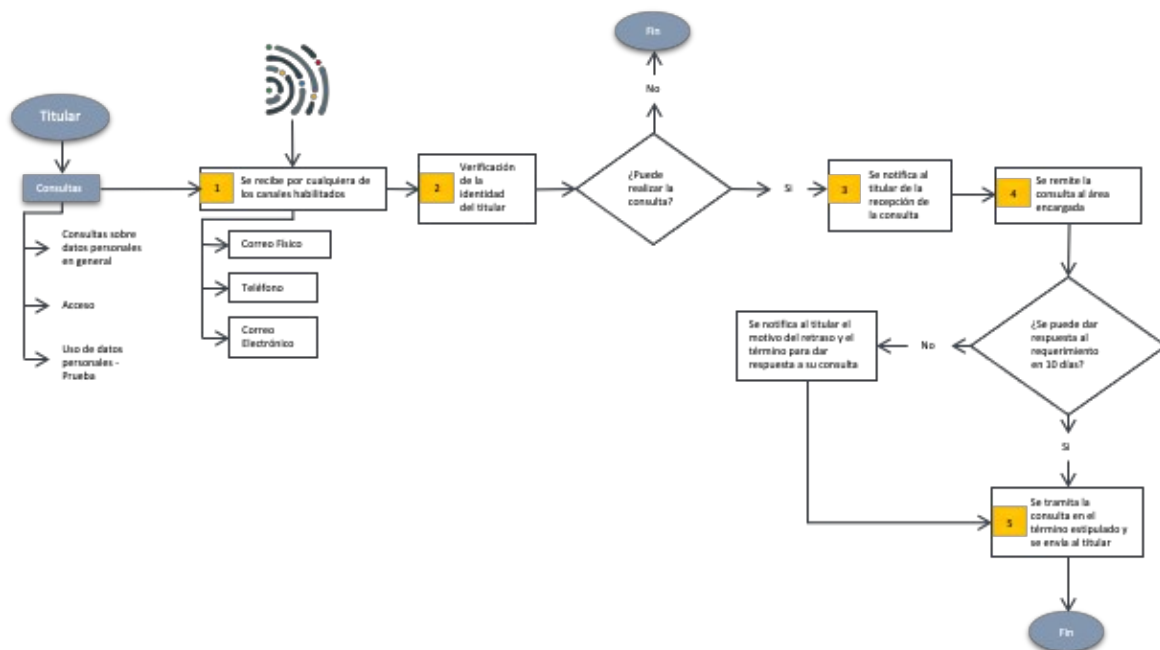 Titular
Consultas
Consultas sobre
datos personales
en general
Acceso
Uso de datos
personales -
Prueba
1
Se recibe por cualquiera de
los canales habilitados
Correo Físico
Teléfono
Correo
Electrónico
2
Verificación
de la
identidad
del titular
¿Puede
realizar la
consulta?
No
Fin
Si
3
Se notifica al
titular de la
recepción de
la consulta
4
Se remite la
consulta al área
encargada
¿Se puede dar
respuesta al
requerimiento
en 10 días?
No
Se notifica al titular el
motivo del retraso y el
término para dar
respuesta a su consulta
Si
5
Se tramita la
consulta en el
término estipulado y
se envía al titular
Fin